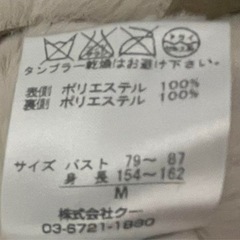 タンブラー乾燥はお避け下さい。
表側 ポリエステル 100%
裏側 ポリエステル 100%
サイズ バスト 79〜 87
身 長 154〜162
M
株式会社クー
03-5721-1830